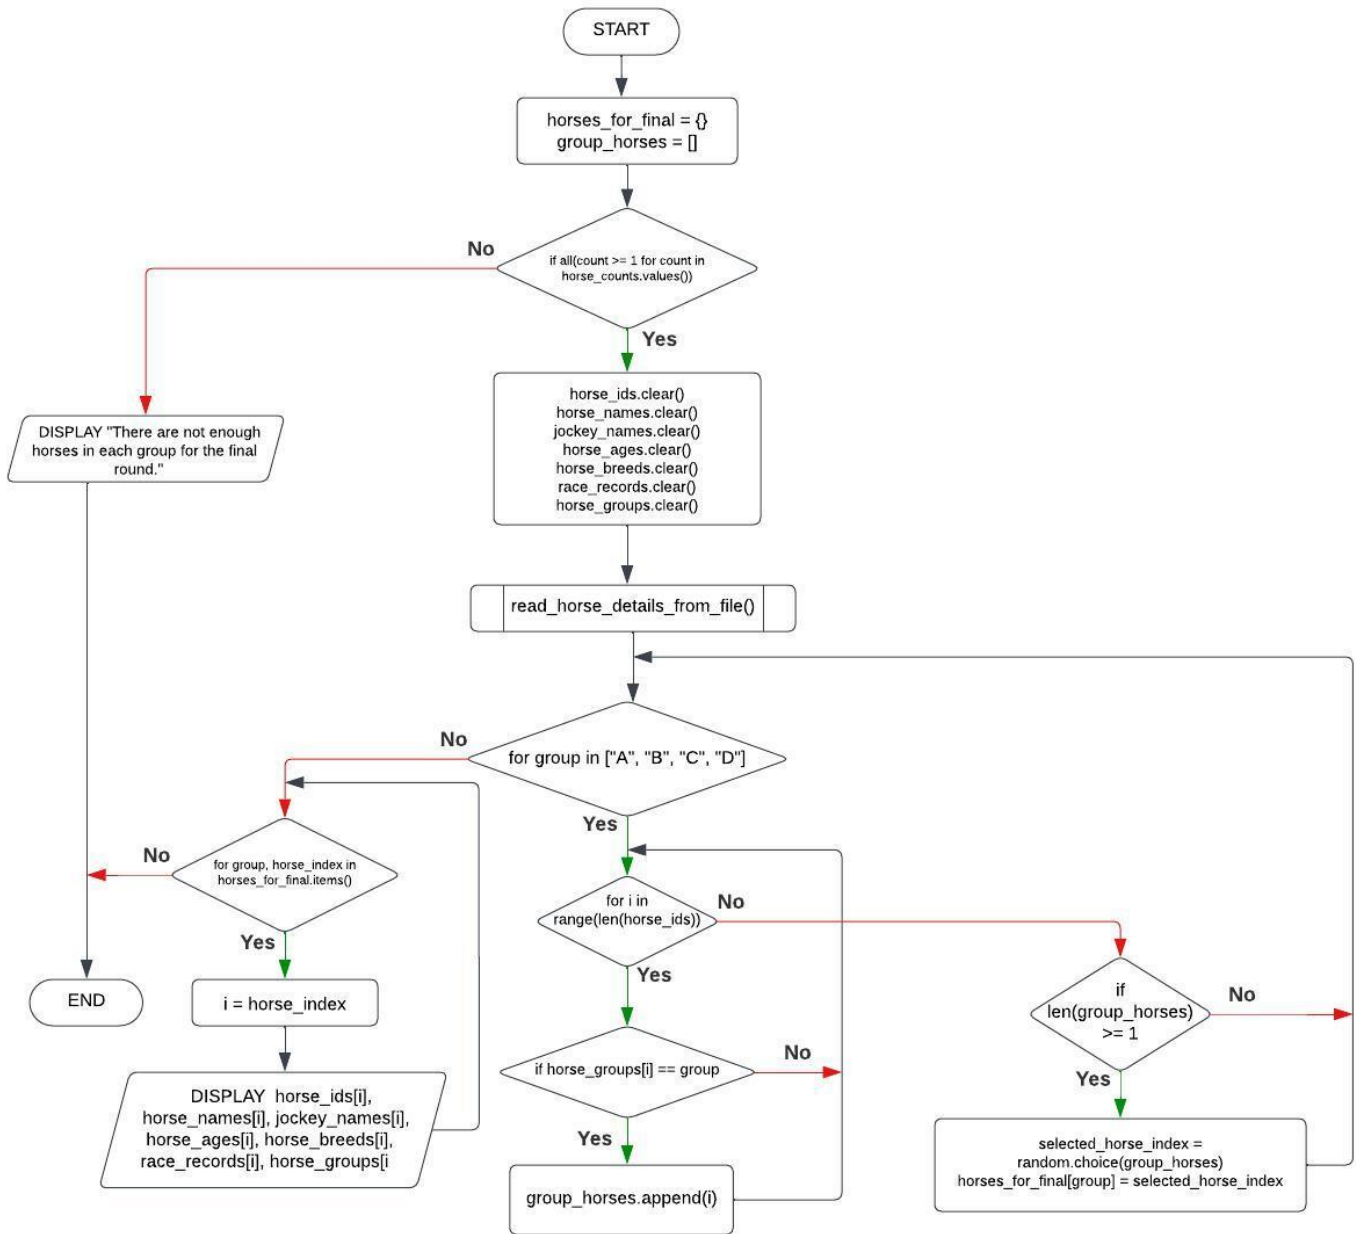 START
horses_for_final = {}
group_horses = []
No
if all(count >= 1 for count in
horse_counts.values())
Yes
horse_ids.clear()
horse_names.clear()
jockey_names.clear()
horse_ages.clear()
horse_breeds.clear()
race_records.clear()
horse_groups.clear()
DISPLAY "There are not enough
horses in each group for the final
round."
read_horse_details_from_file()
No
for group in ["A", "B", "C", "D"]
Yes
No
for group, horse_index in
horses_for_final.items()
Yes
for i in
range(len(horse_ids))
No
Yes
END
i = horse_index
if
len(group_horses)
>= 1
No
Yes
if horse_groups[i] == group
No
Yes
DISPLAY horse_ids[i],
horse_names[i], jockey_names[i],
horse_ages[i], horse_breeds[i],
race_records[i], horse_groups[i
group_horses.append(i)
selected_horse_index =
random.choice(group_horses)
horses_for_final[group] = selected_horse_index